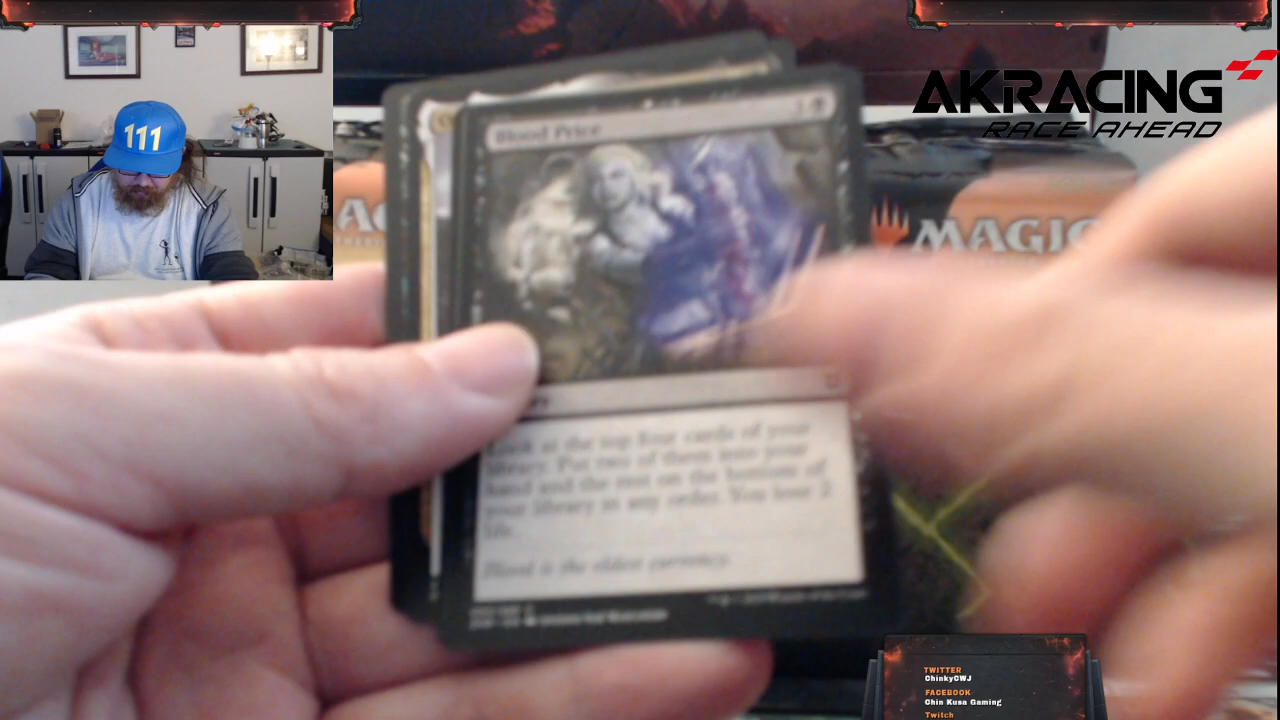 111
AKRACING
RACE AHEAD
Blood Price
MAGIC
Look at the top four cards of your
library. Put two of them into your
hand and the rest on the bottom of
your library in any order. You lose 2
life.
Blood is the oldest currency.
TWITTER
ChinkyCWJ
FACEBOOK
Chin Kusa Gaming
Twitch